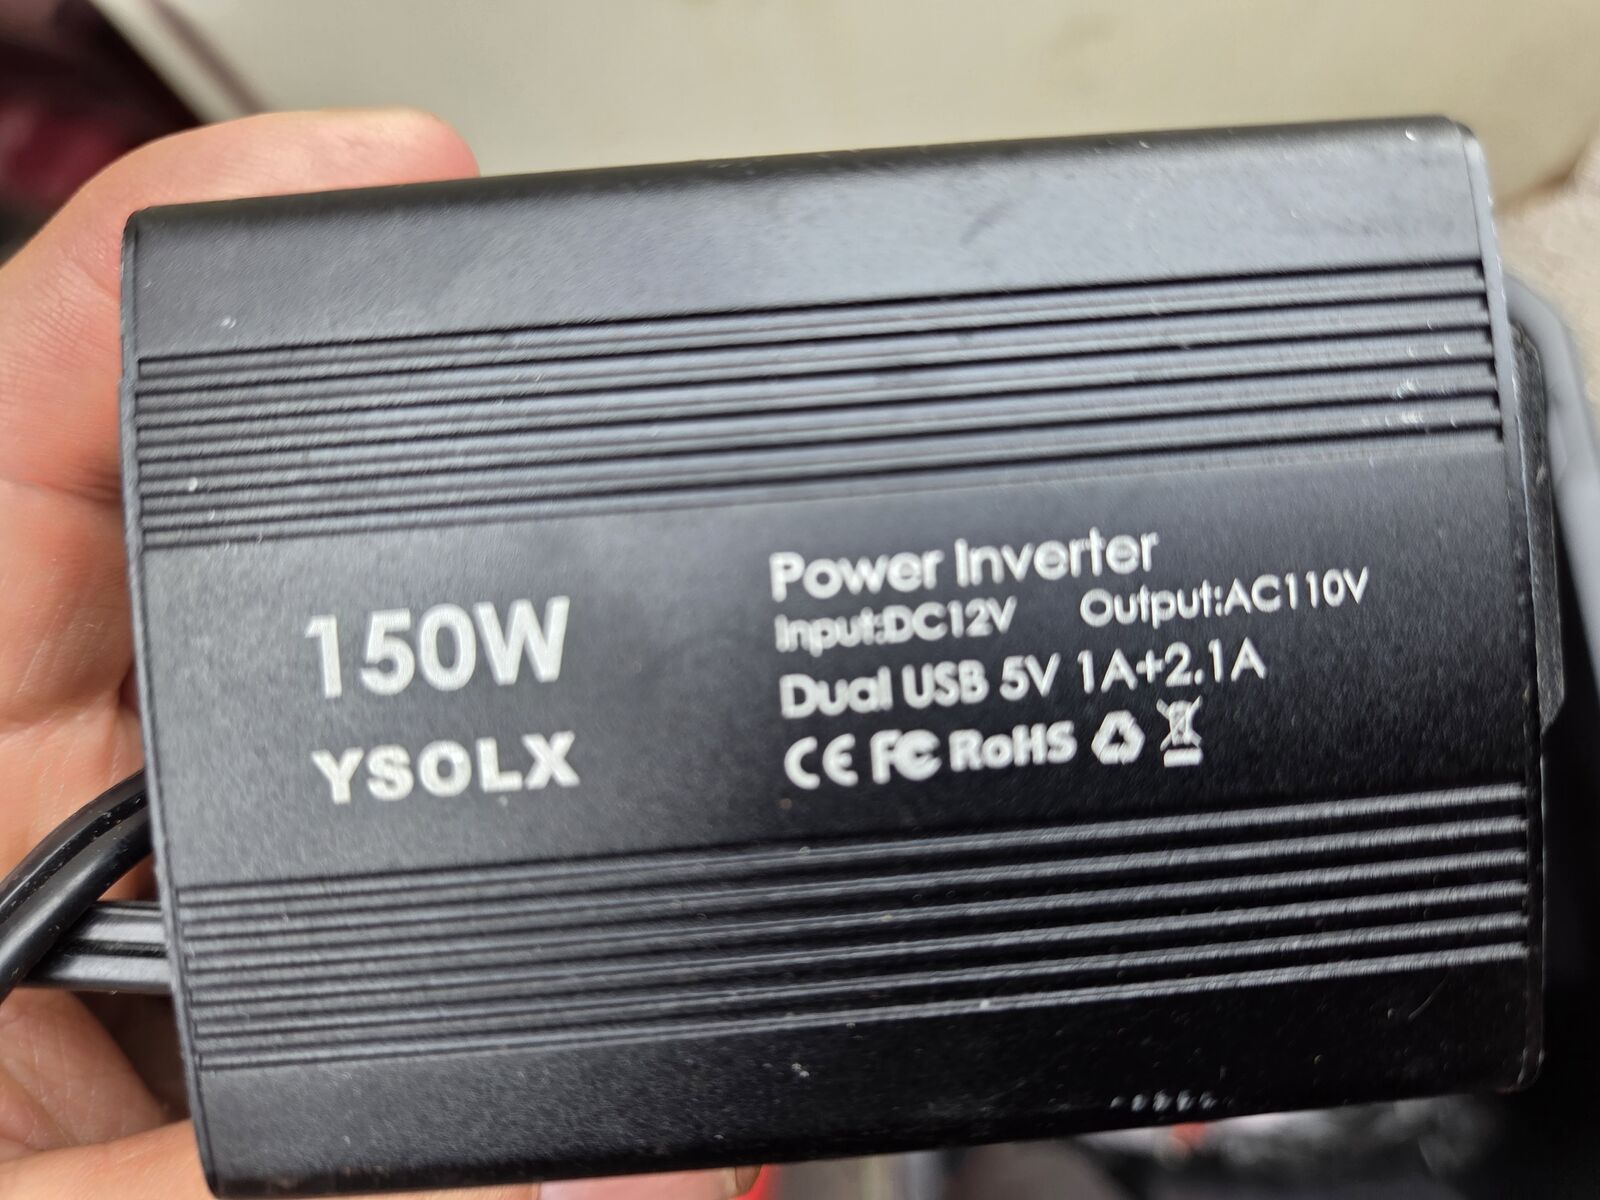 150W
YSOLX
Power Inverter
Input:DC12V Output:AC110V
Dual USB 5V 1A+2.1A
CE FC RoHS